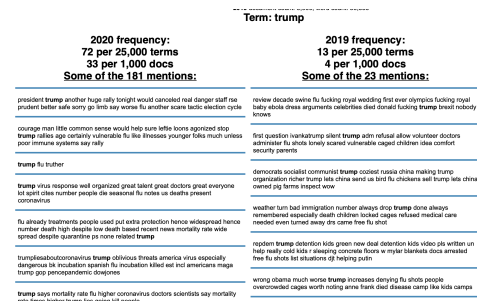 Term: trump
2020 frequency:
72 per 25,000 terms
33 per 1,000 docs
Some of the 181 mentions:
president trump another huge rally tonight would canceled real danger staff rse
prudent better safe sorry go limb say worse flu another scare tactic election cycle
courage man little common sense would help sure leftie loons agonized stop
trump rallies age certainly vulnerable flu like illnesses younger folks much unless
poor immune systems say rally
trump flu truther
trump virus response well organized great talent great doctors great everyone
lot spirit cites number people die seasonal flu notes us deaths present
coronavirus
flu already treatments people used put extra protection hence widespread hence
number death high despite low death based recent news mortality rate wide
spread despite quarantine ps none related trump
trumpliesaboutcoronavirus trump oblivious threats america virus especially
dangerous bk incubation spanish flu incubation killed est incl americans maga
trump gop pencepandemic dowjones
trump says mortality rate flu higher coronavirus doctors scientists say mortality
2019 frequency:
13 per 25,000 terms
4 per 1,000 docs
Some of the 23 mentions:
review decade swine flu fucking royal wedding first ever olympics fucking royal
baby ebola dress arguments celebrities died donald fucking trump brexit nobody
knows
first question ivankatrump silent trump adm refusal allow volunteer doctors
administer flu shots lonely scared vulnerable caged children idea comfort
security parents
democrats socialist communist trump coziest russia china making trump
organization richer trump lets china send us bird flu chickens sell trump lets china
owned pig farms inspect wow
weather turn bad immigration number always drop trump done always
remembered especially death children locked cages refused medical care
needed even turned away drs came free flu shot
repdem trump detention kids green new deal detention kids video pls written un
help really cold kids r sleeping concrete floors w mylar blankets docs arrested
free flu shots list situations djt helping putin
wrong obama much worse trump increases denying flu shots people
overcrowded cages worth noting anne frank died disease camp like kids camps